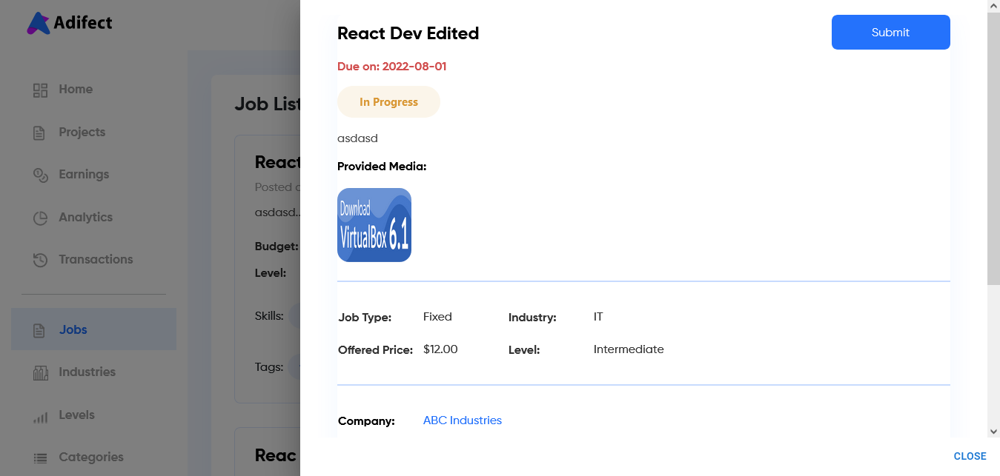 Adifect
Home
Projects
Earnings
Analytics
Transactions
Jobs
Industries
Levels
Categories
Job List
React
Posted
asdasd..
Budget:
Level:
Skills:
Tags:
Reac
React Dev Edited
Submit
Due on: 2022-08-01
In Progress
asdasd
Provided Media:
Download
VirtualBox 6.1
Job Type: Fixed Industry: IT
Offered Price: $12.00 Level: Intermediate
Company: ABC Industries
CLOSE